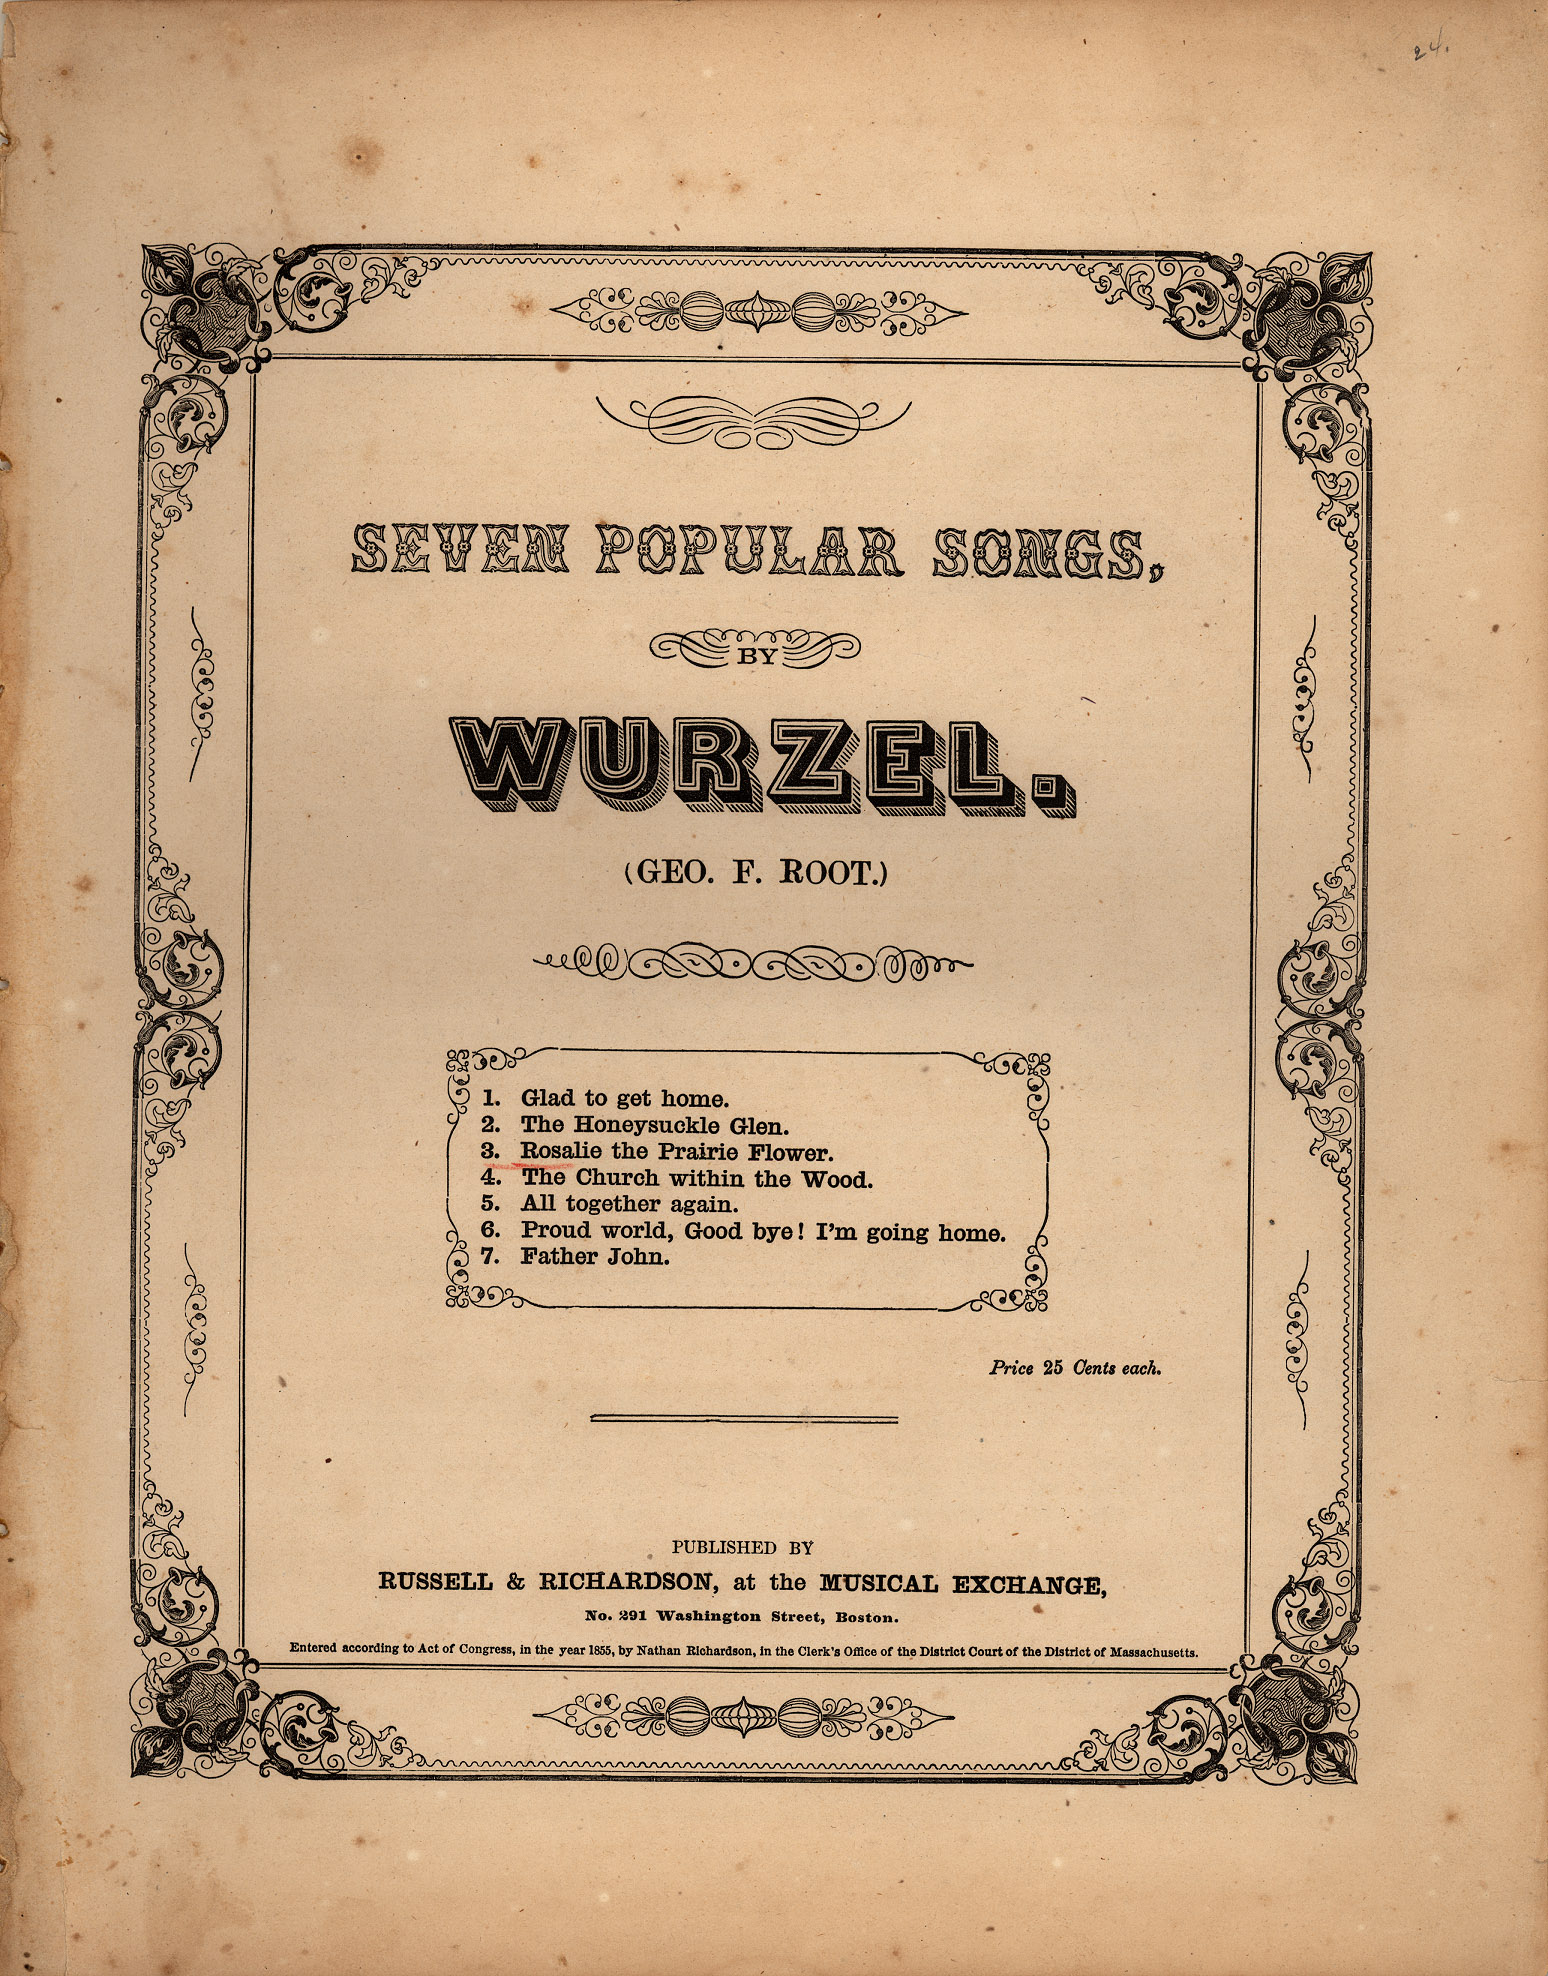 24.
SEVEN POPULAR SONGS,
BY
WURZEL.
(GEO. F. ROOT.)
1. Glad to get home.
2. The Honeysuckle Glen.
3. Rosalie the Prairie Flower.
4. The Church within the Wood.
5. All together again.
6. Proud world, Good bye! I'm going home.
7. Father John.
Price 25 Cents each.
PUBLISHED BY
RUSSELL & RICHARDSON, at the MUSICAL EXCHANGE,
No. 291 Washington Street, Boston.
Entered according to Act of Congress, in the year 1855, by Nathan Richardson, in the Clerk's Office of the District Court of the District of Massachusetts.